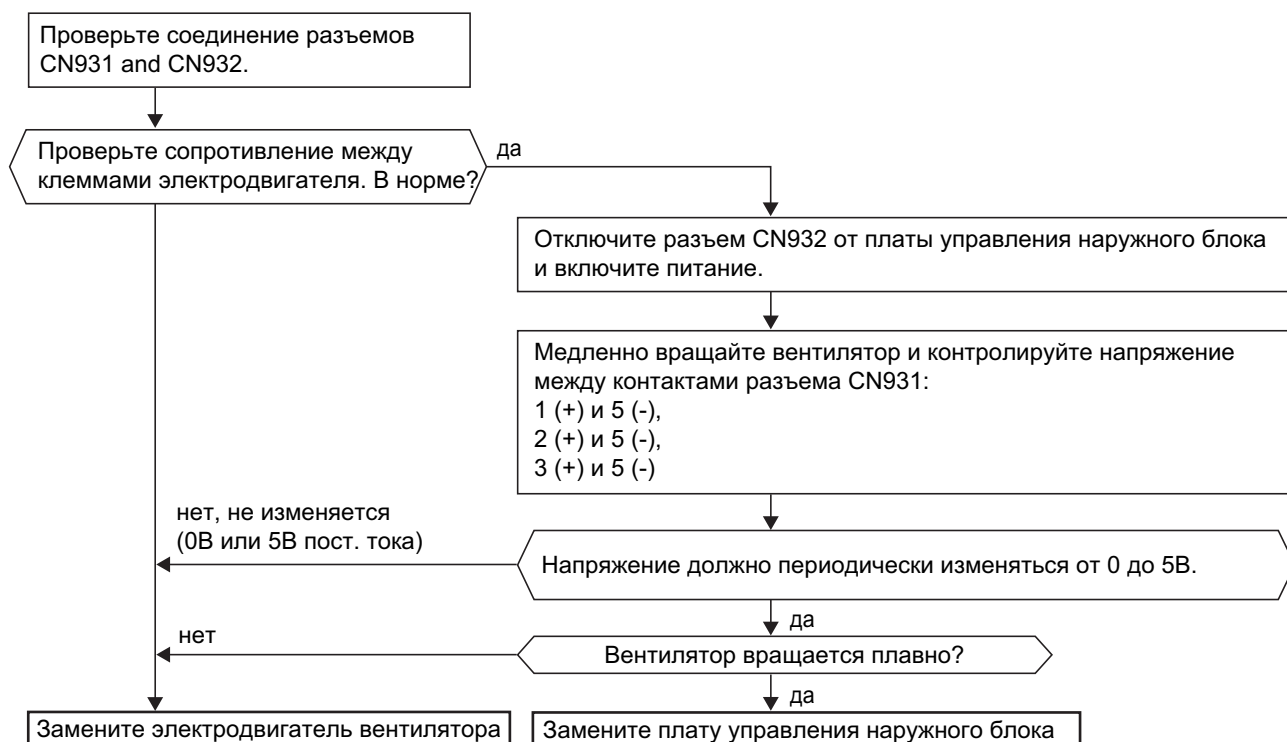 Проверьте соединение разъемов
CN931 and CN932.
Проверьте сопротивление между
клеммами электродвигателя. В норме?
да
Отключите разъем CN932 от платы управления наружного блока
и включите питание.
Медленно вращайте вентилятор и контролируйте напряжение
между контактами разъема CN931:
1 (+) и 5 (-),
2 (+) и 5 (-),
3 (+) и 5 (-)
нет, не изменяется
(0В или 5В пост. тока)
Напряжение должно периодически изменяться от 0 до 5В.
да
нет
Вентилятор вращается плавно?
да
Замените электродвигатель вентилятора
Замените плату управления наружного блока